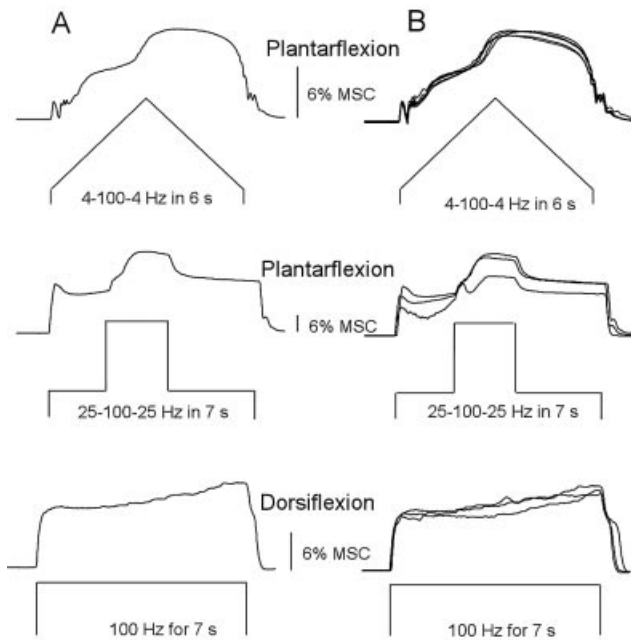 A
B
Plantarflexion
6% MSC
4-100-4 Hz in 6 s
4-100-4 Hz in 6 s
Plantarflexion
6% MSC
25-100-25 Hz in 7 s
25-100-25 Hz in 7 s
Dorsiflexion
6% MSC
100 Hz for 7 s
100 Hz for 7 s